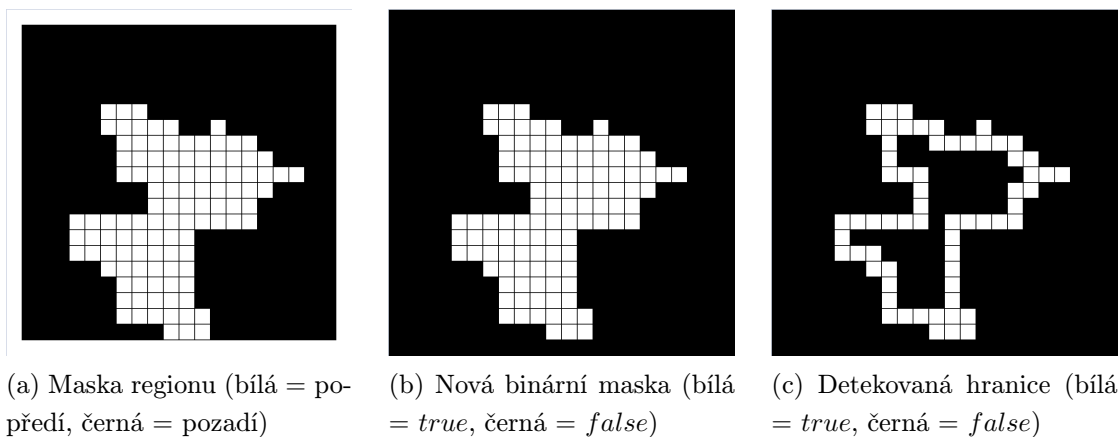 (a) Maska regionu (bílá = po-
předí, černá = pozadí)
(b) Nová binární maska (bílá
= true, černá = false)
(c) Detekovaná hranice (bílá
= true, černá = false)